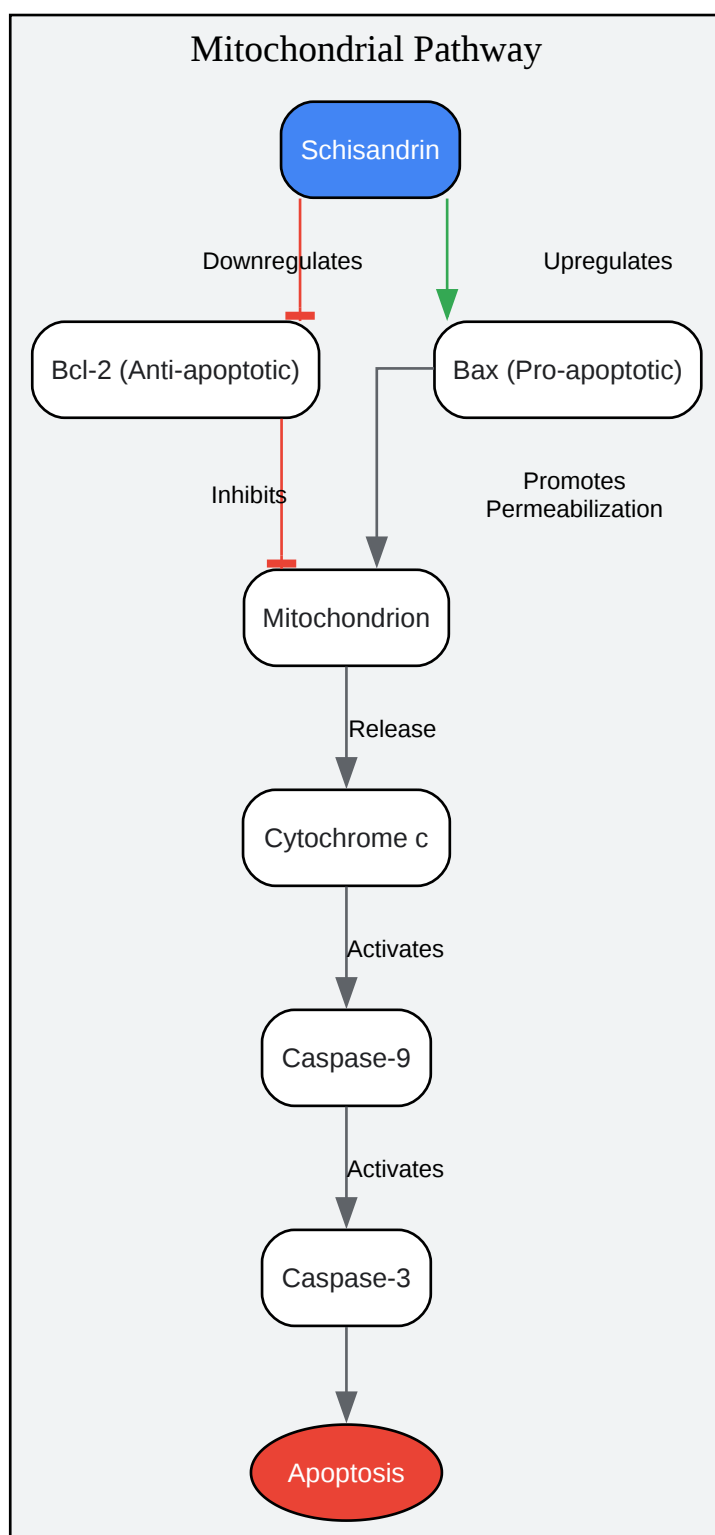 Mitochondrial Pathway
Schisandrin
Downregulates
Upregulates
Bcl-2 (Anti-apoptotic)
Bax (Pro-apoptotic)
Inhibits
Promotes
Permeabilization
Mitochondrion
Release
Cytochrome c
Activates
Caspase-9
Activates
Caspase-3
Apoptosis